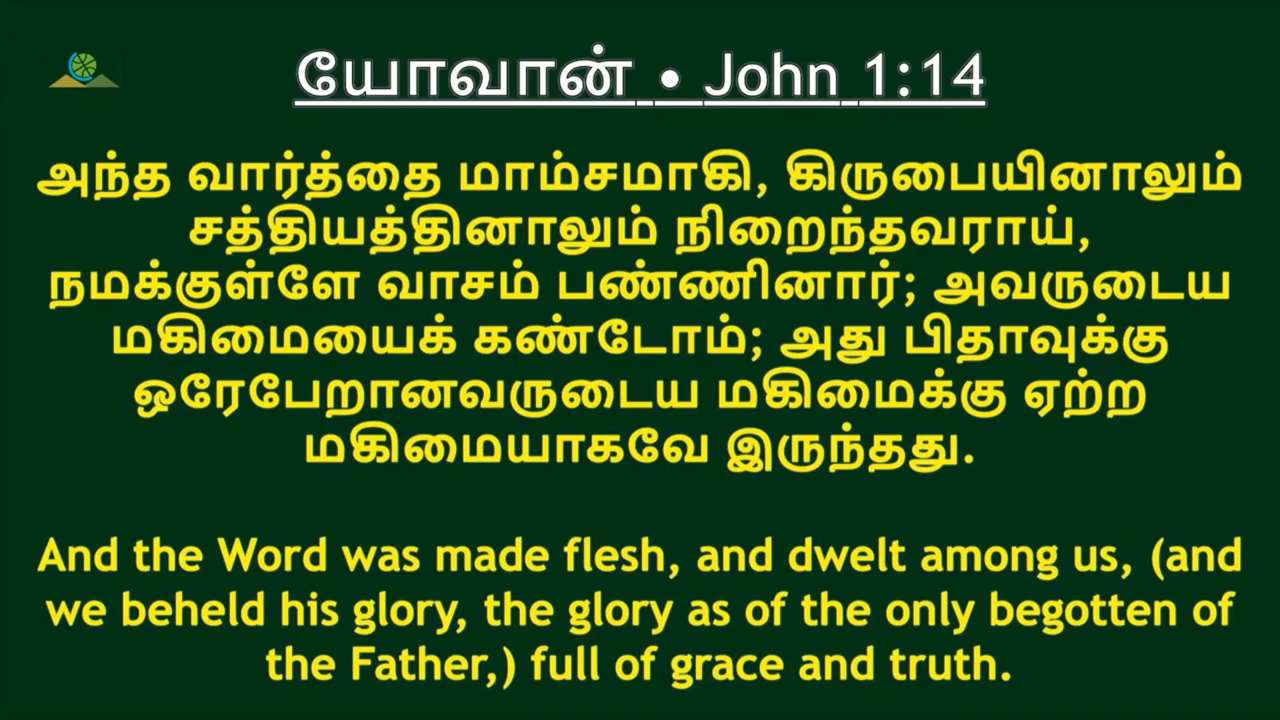 யோவான் • John 1:14
அந்த வார்த்தை மாம்சமாகி, கிருபையினாலும்
சத்தியத்தினாலும் நிறைந்தவராய்,
நமக்குள்ளே வாசம் பண்ணினார்; அவருடைய
மகிமையைக் கண்டோம்; அது பிதாவுக்கு
ஒரேபேறானவருடைய மகிமைக்கு ஏற்ற
மகிமையாகவே இருந்தது.
And the Word was made flesh, and dwelt among us, (and
we beheld his glory, the glory as of the only begotten of
the Father,) full of grace and truth.